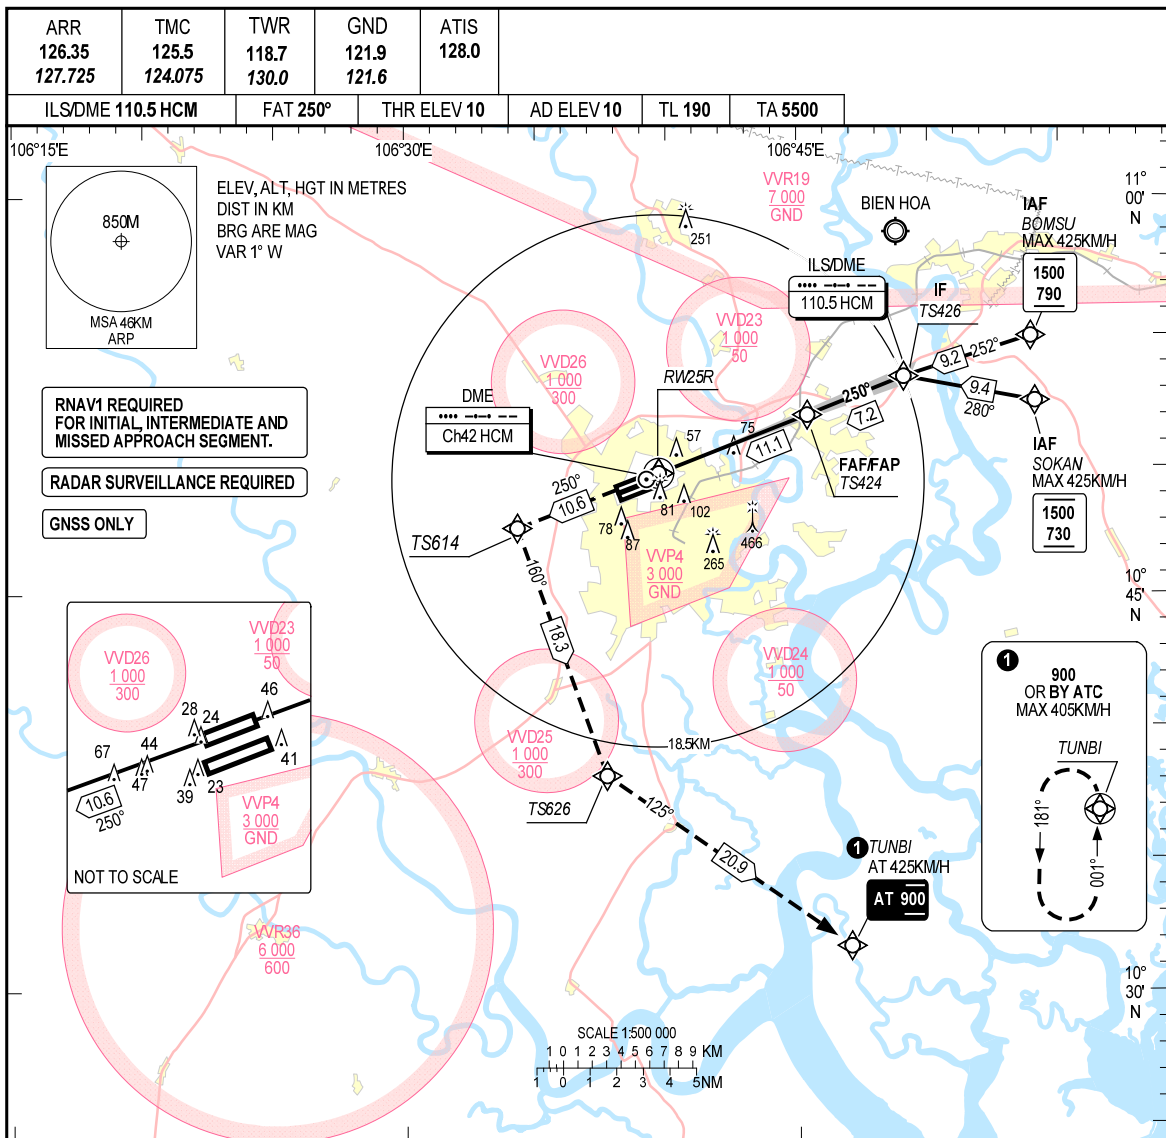 ARR
126.35
127.725
TMC
125.5
124.075
TWR
118.7
130.0
GND
121.9
121.6
ATIS
128.0
ILS/DME 110.5 HCM
FAT 250°
THR ELEV 10
AD ELEV 10
TL 190
TA 5500
106°15'E
106°30'E
106°45'E
11°
00'
N
850M
MSA 46KM
ARP
ELEV, ALT, HGT IN METRES
DIST IN KM
BRG ARE MAG
VAR 1° W
251
VVR19
7 000
GND
BIEN HOA
IAF
BOMSU
MAX 425KM/H
1500
790
ILS/DME
110.5 HCM
IF
TS426
VVD23
1 000
50
VVD26
1 000
300
RW25R
9.2
252°
9.4
280°
250°
7.2
RNAV1 REQUIRED
FOR INITIAL, INTERMEDIATE AND
MISSED APPROACH SEGMENT.
RADAR SURVEILLANCE REQUIRED
GNSS ONLY
DME
Ch42 HCM
57
75
11.1
FAF/FAP
TS424
IAF
SOKAN
MAX 425KM/H
1500
730
250°
10.6
TS614
78
87
81
102
265
466
VVP4
3 000
GND
160°
18.3
10°
45'
N
VVD26
1 000
300
VVD23
1 000
50
46
28
24
67
44
47
39
23
41
10.6
250°
VVP4
3 000
GND
NOT TO SCALE
VVD24
1 000
50
VVD25
1 000
300
18.5KM
TS626
125°
20.9
1
900
OR BY ATC
MAX 405KM/H
TUNBI
181°
001°
1 TUNBI
AT 425KM/H
AT 900
VVR36
6 000
600
10°
30'
N
SCALE 1:500 000
1 0 1 2 3 4 5 6 7 8 9 KM
1 0 1 2 3 4 5NM